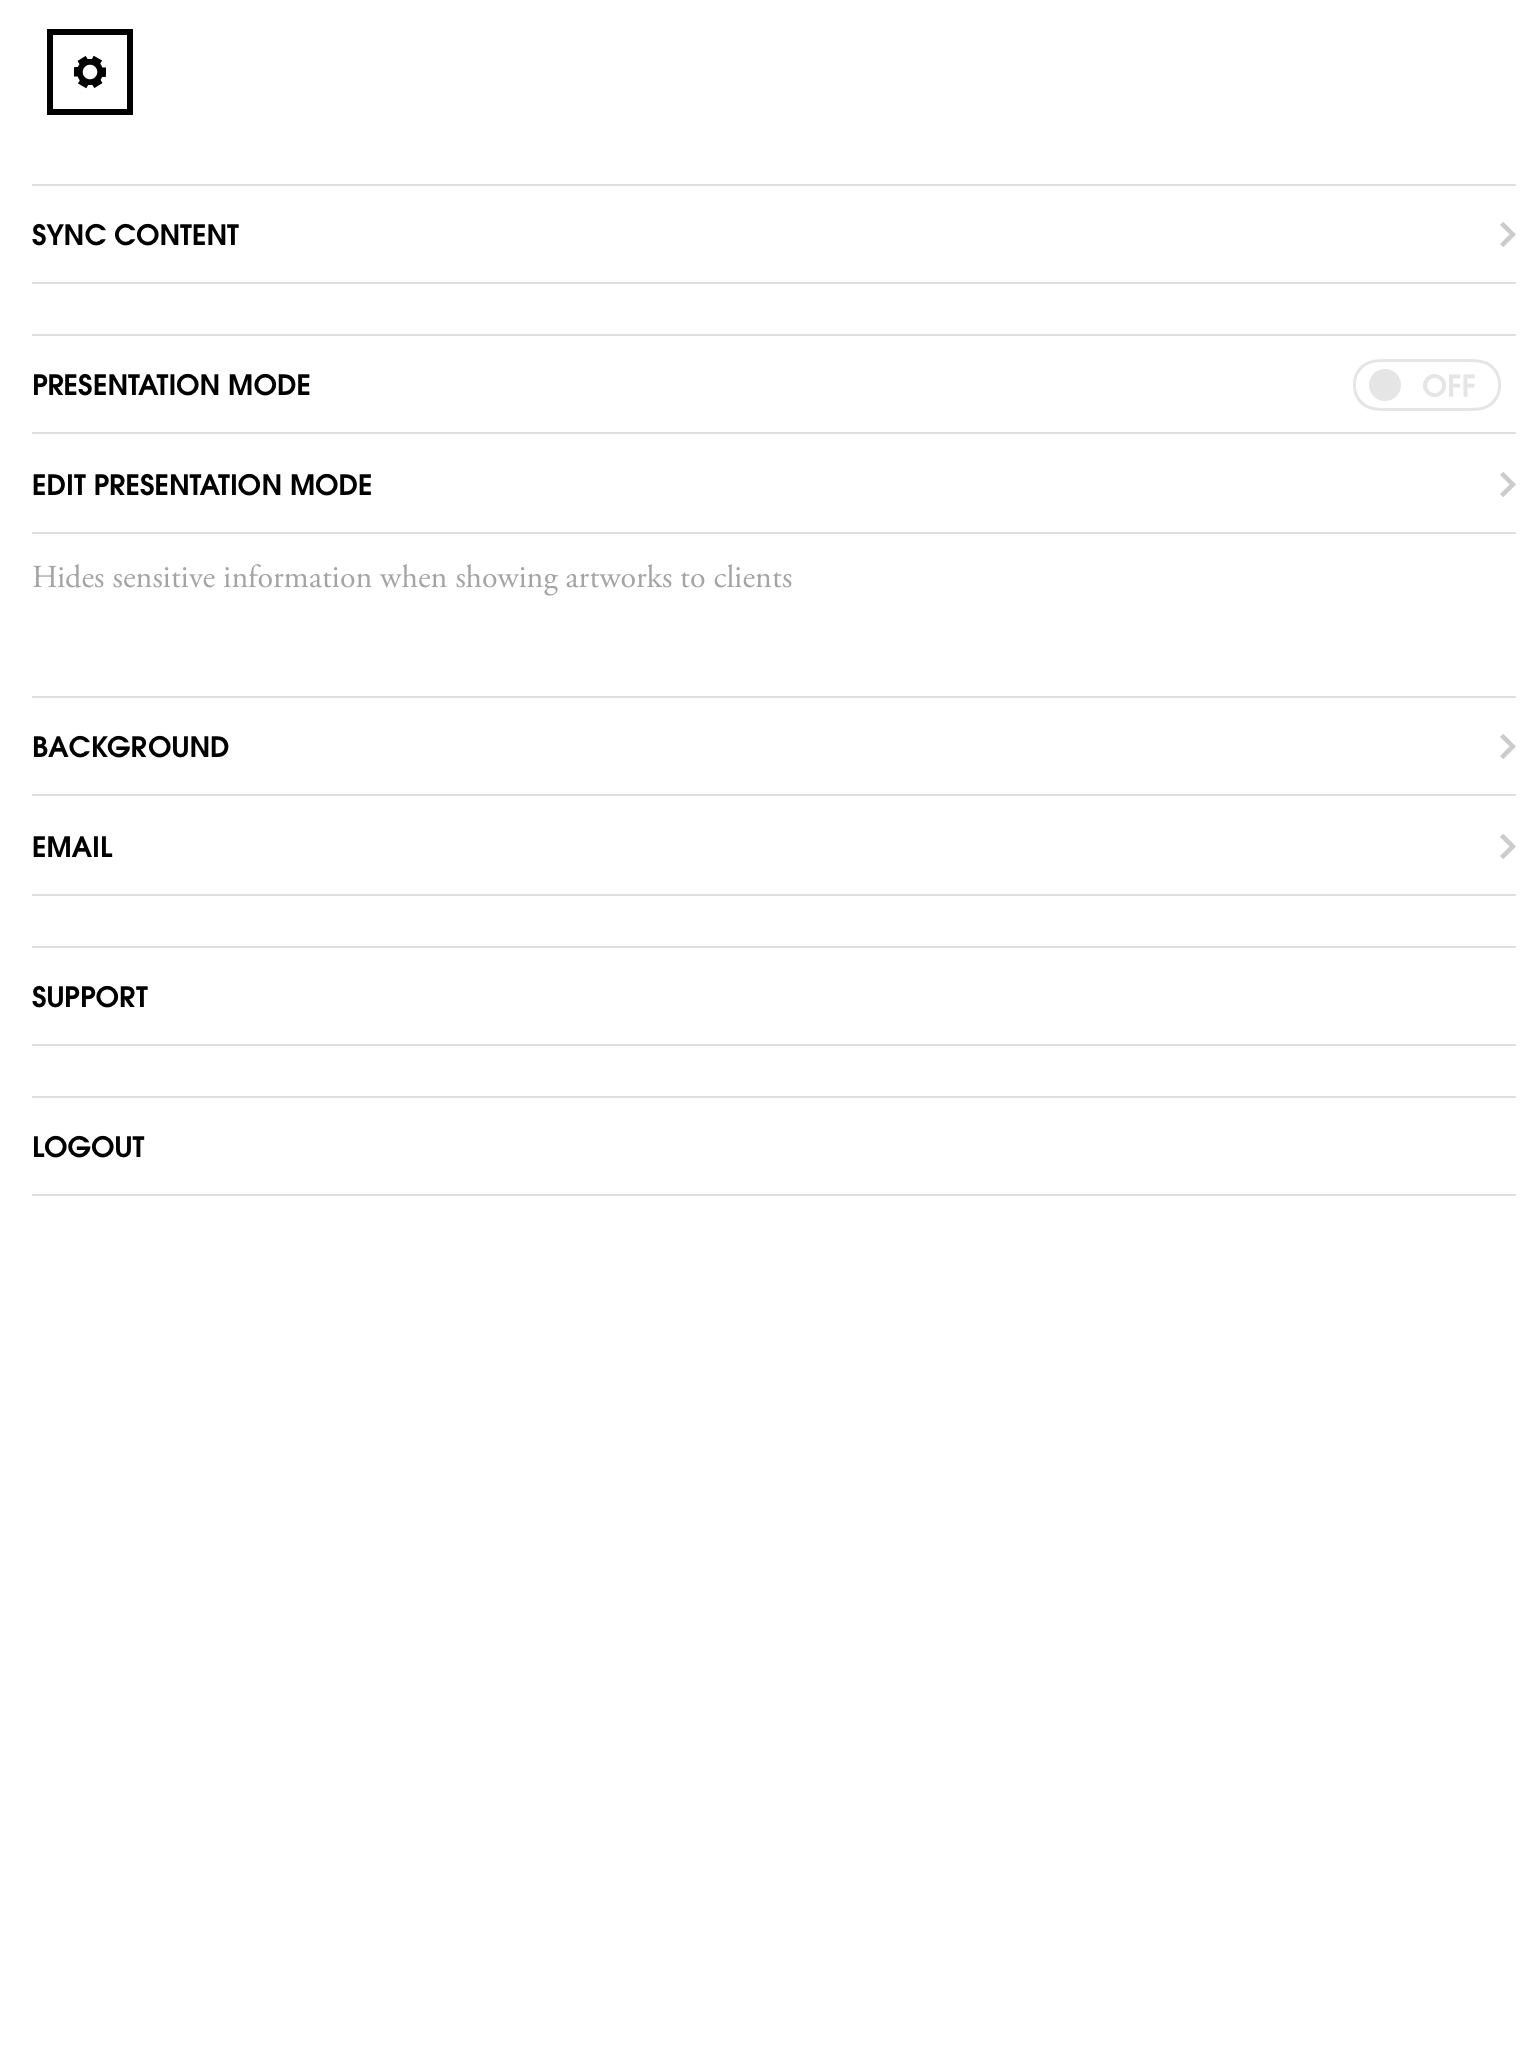 SYNC CONTENT
PRESENTATION MODE
OFF
EDIT PRESENTATION MODE
Hides sensitive information when showing artworks to clients
BACKGROUND
EMAIL
SUPPORT
LOGOUT